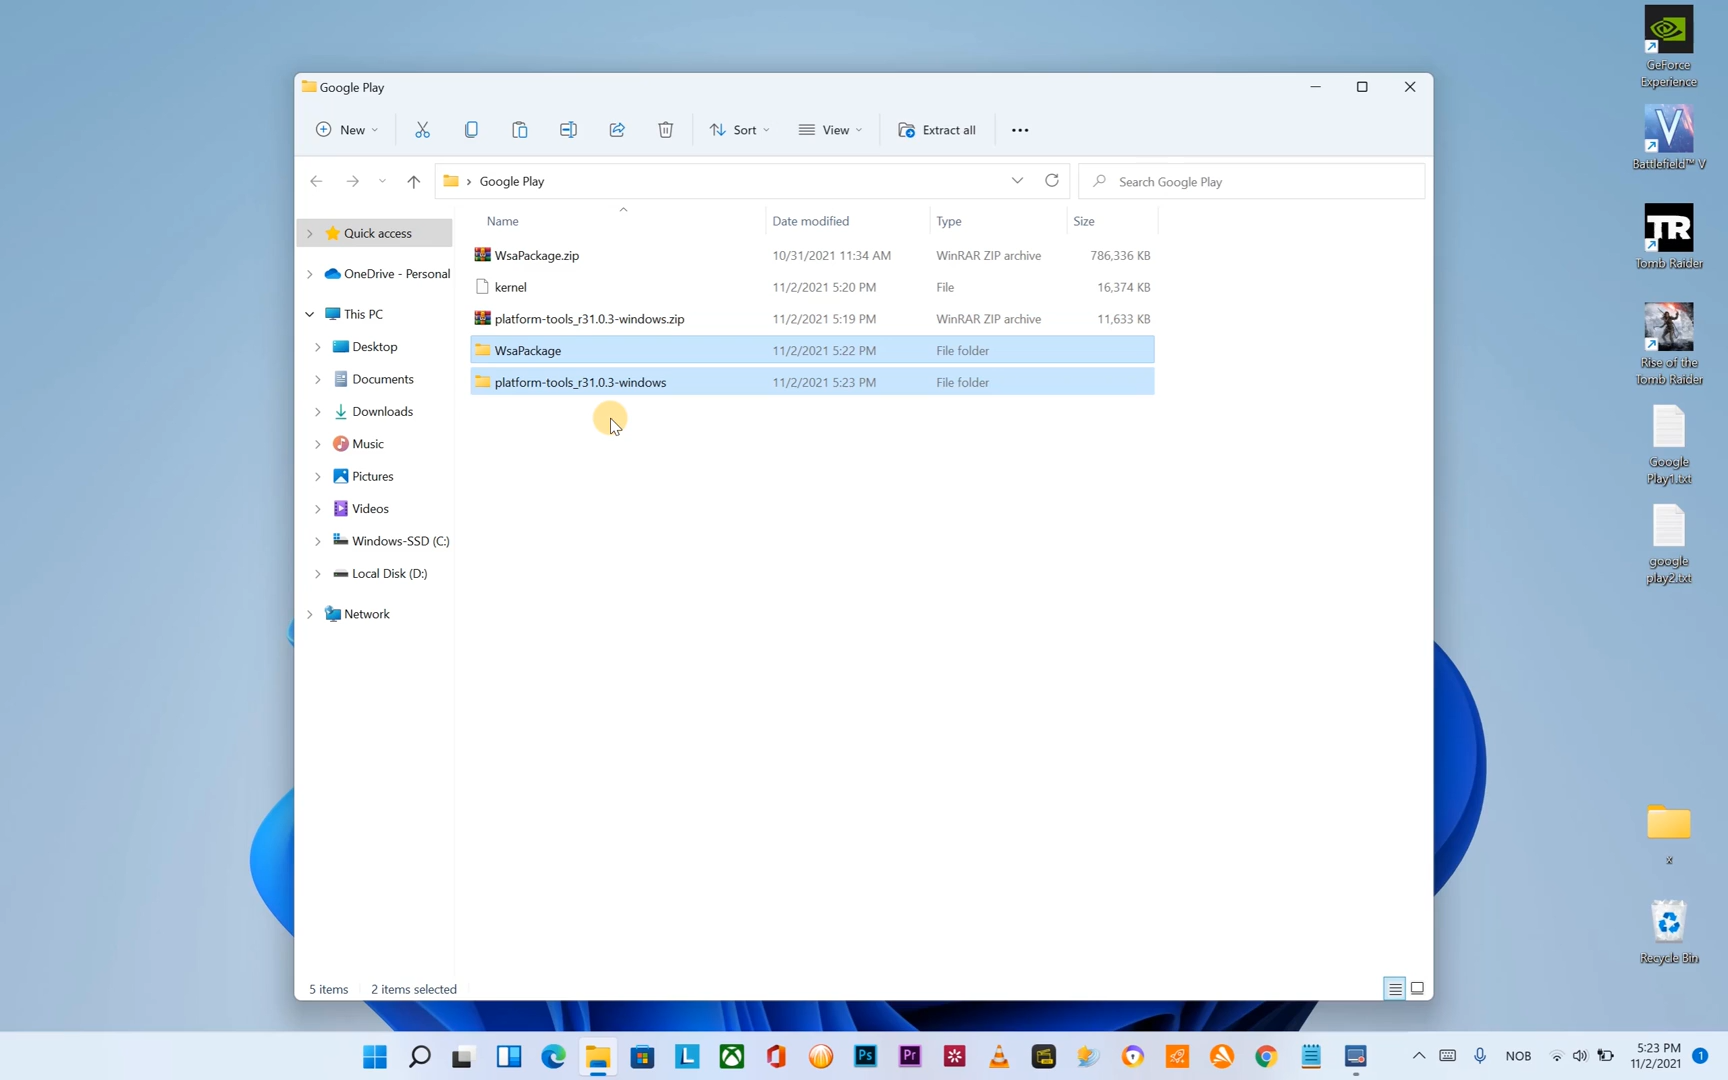 Google Play
New
Sort
View
Extract all
Google Play
Search Google Play
Name
Date modified
Type
Size
Quick access
OneDrive - Personal
This PC
Desktop
Documents
Downloads
Music
Pictures
Videos
Windows-SSD (C:)
Local Disk (D:)
Network
WsaPackage.zip 10/31/2021 11:34 AM WinRAR ZIP archive 786,336 KB
kernel 11/2/2021 5:20 PM File 16,374 KB
platform-tools_r31.0.3-windows.zip 11/2/2021 5:19 PM WinRAR ZIP archive 11,633 KB
WsaPackage 11/2/2021 5:22 PM File folder
platform-tools_r31.0.3-windows 11/2/2021 5:23 PM File folder
5 items 2 items selected
GeForce
Experience
V
Battlefield™ V
TR
Tomb Raider
Rise of the
Tomb Raider
Google
Play1.txt
google
play2.txt
x
Recycle Bin
L
Ps
Pr
NOB
5:23 PM
11/2/2021
1